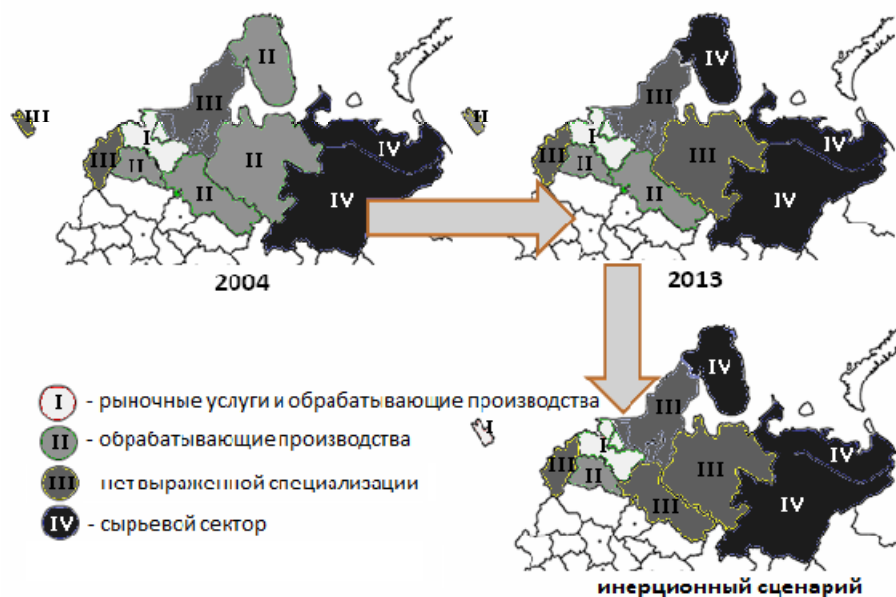 II
III
III
I
III
II
II
II
IV
IV
2004
IV
II
III
I
III
II
III
II
IV
IV
2013
I - рыночные услуги и обрабатывающие производства
II - обрабатывающие производства
III - нет выраженной специализации
IV - сырьевой сектор
IV
III
I
I
III
II
III
III
IV
IV
инерционный сценарий